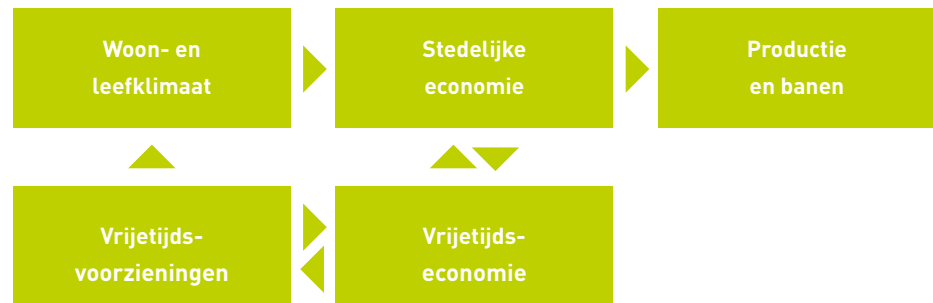 Woon- en
leefklimaat
Stedelijke
economie
Productie
en banen
Vrijetijds-
voorzieningen
Vrijetijds-
economie